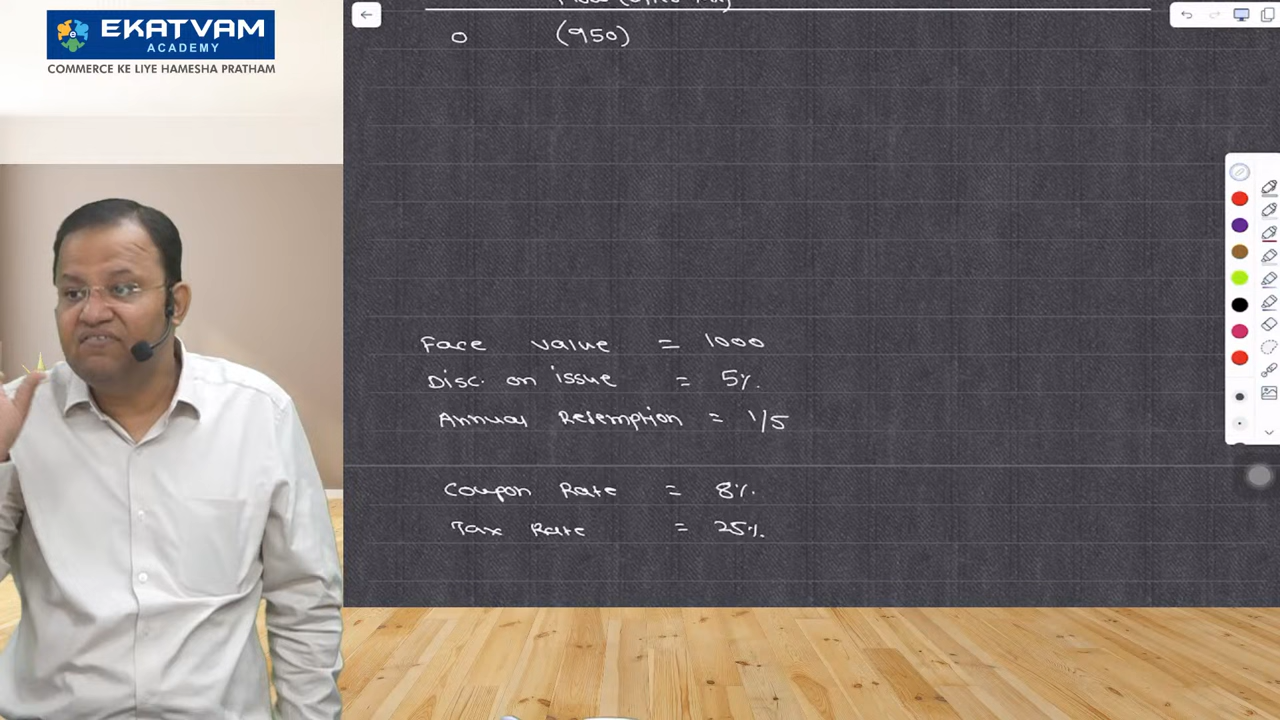 EKATVAM
ACADEMY
COMMERCE KE LIYE HAMESHA PRATHAM
0 (950)
Face value = 1000
Disc. on issue = 5%.
Annual Redemption = 1/5
Coupon Rate = 8%.
Tax Rate = 25%.